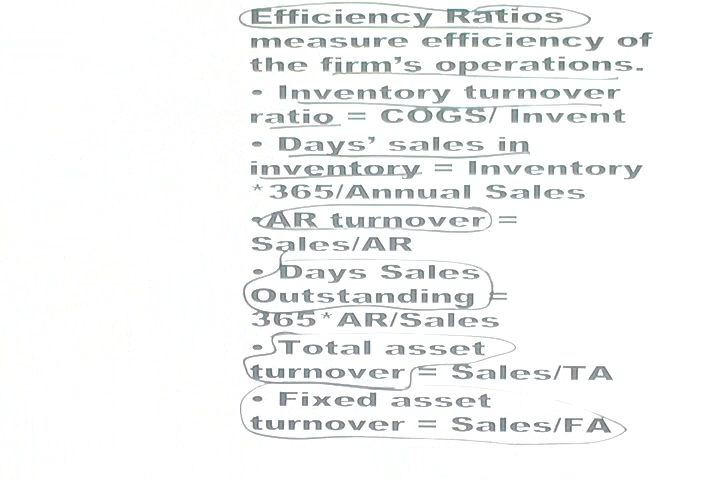 Efficiency Ratios
measure efficiency of
the firm's operations.
• Inventory turnover
ratio = COGS/ Invent
• Days' sales in
inventory = Inventory
*365/Annual Sales
•AR turnover =
Sales/AR
• Days Sales
Outstanding =
365*AR/Sales
• Total asset
turnover = Sales/TA
• Fixed asset
turnover = Sales/FA